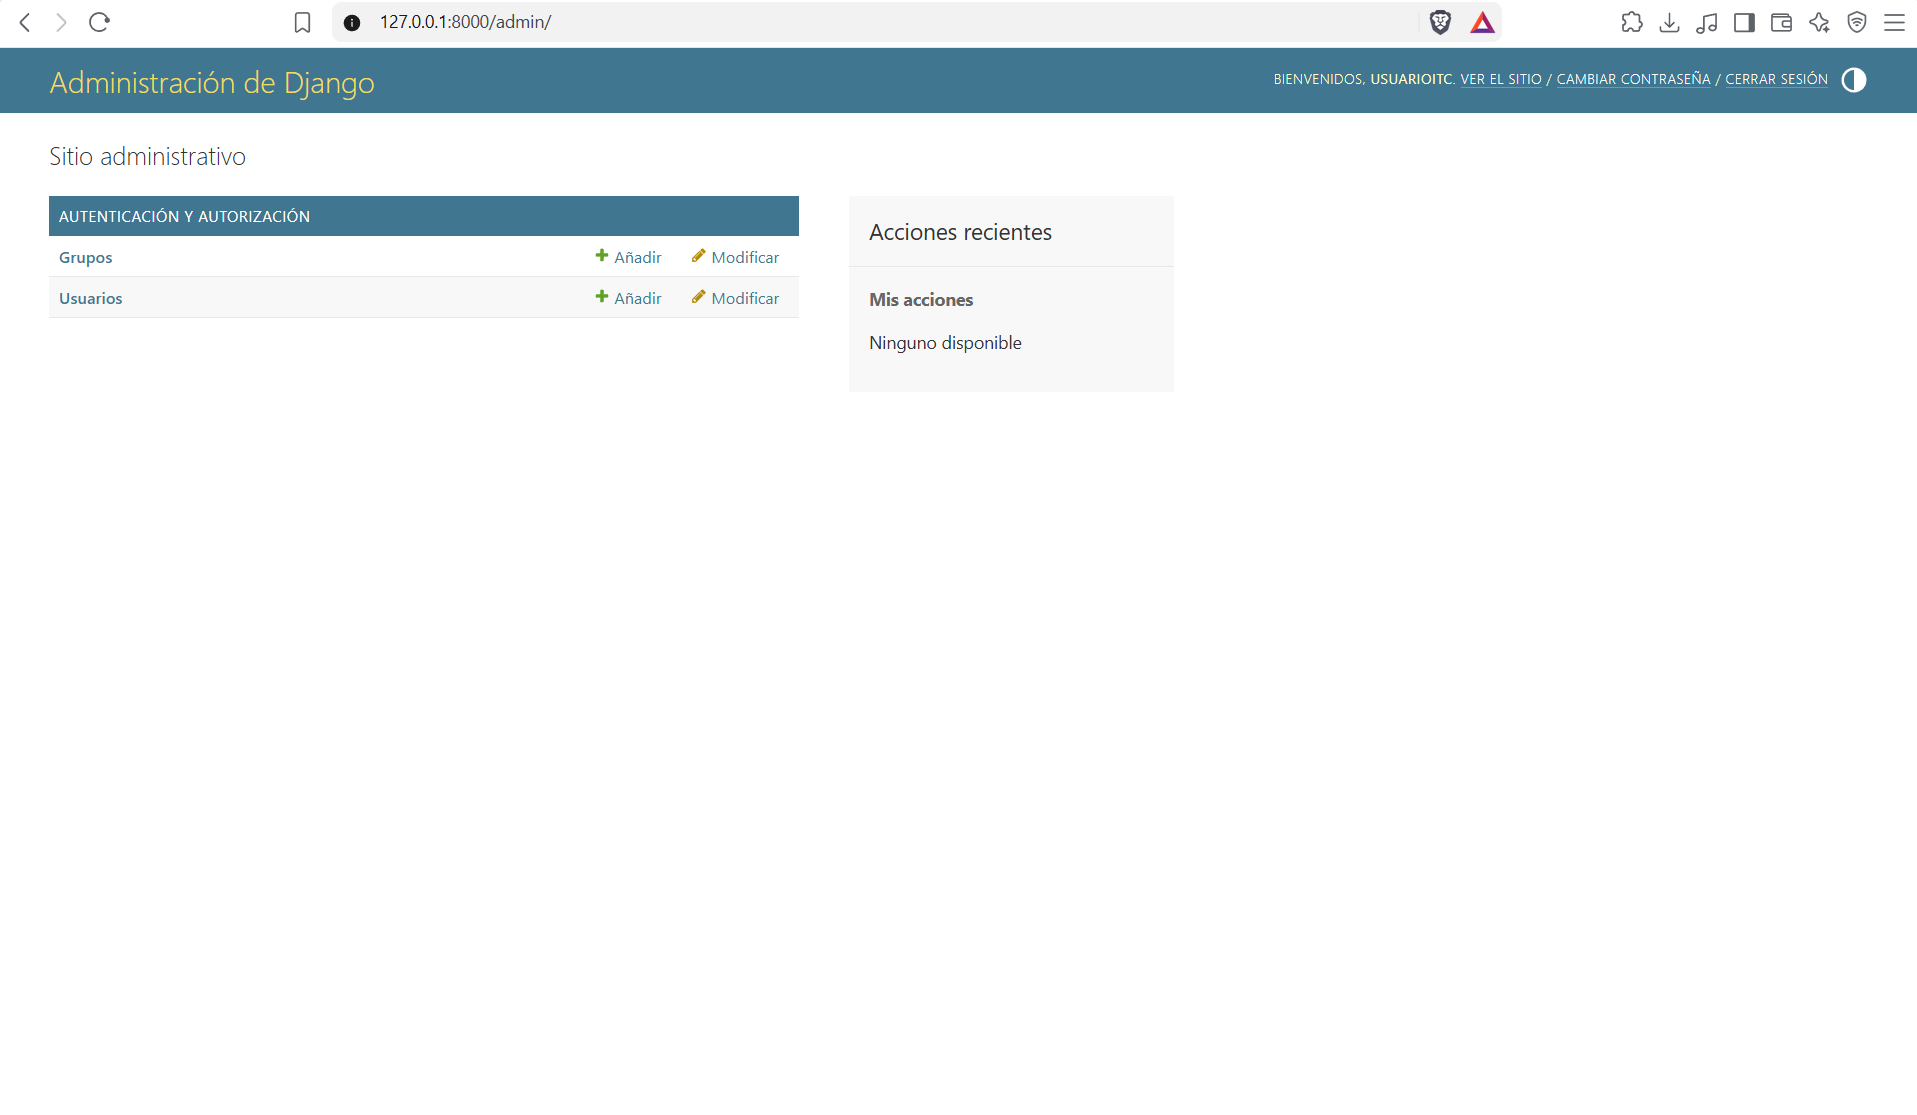 127.0.0.1:8000/admin/
Administración de Django
BIENVENIDOS, USUARIOITC. VER EL SITIO / CAMBIAR CONTRASEÑA / CERRAR SESIÓN
Sitio administrativo
AUTENTICACIÓN Y AUTORIZACIÓN
Grupos Añadir Modificar
Usuarios Añadir Modificar
Acciones recientes
Mis acciones
Ninguno disponible